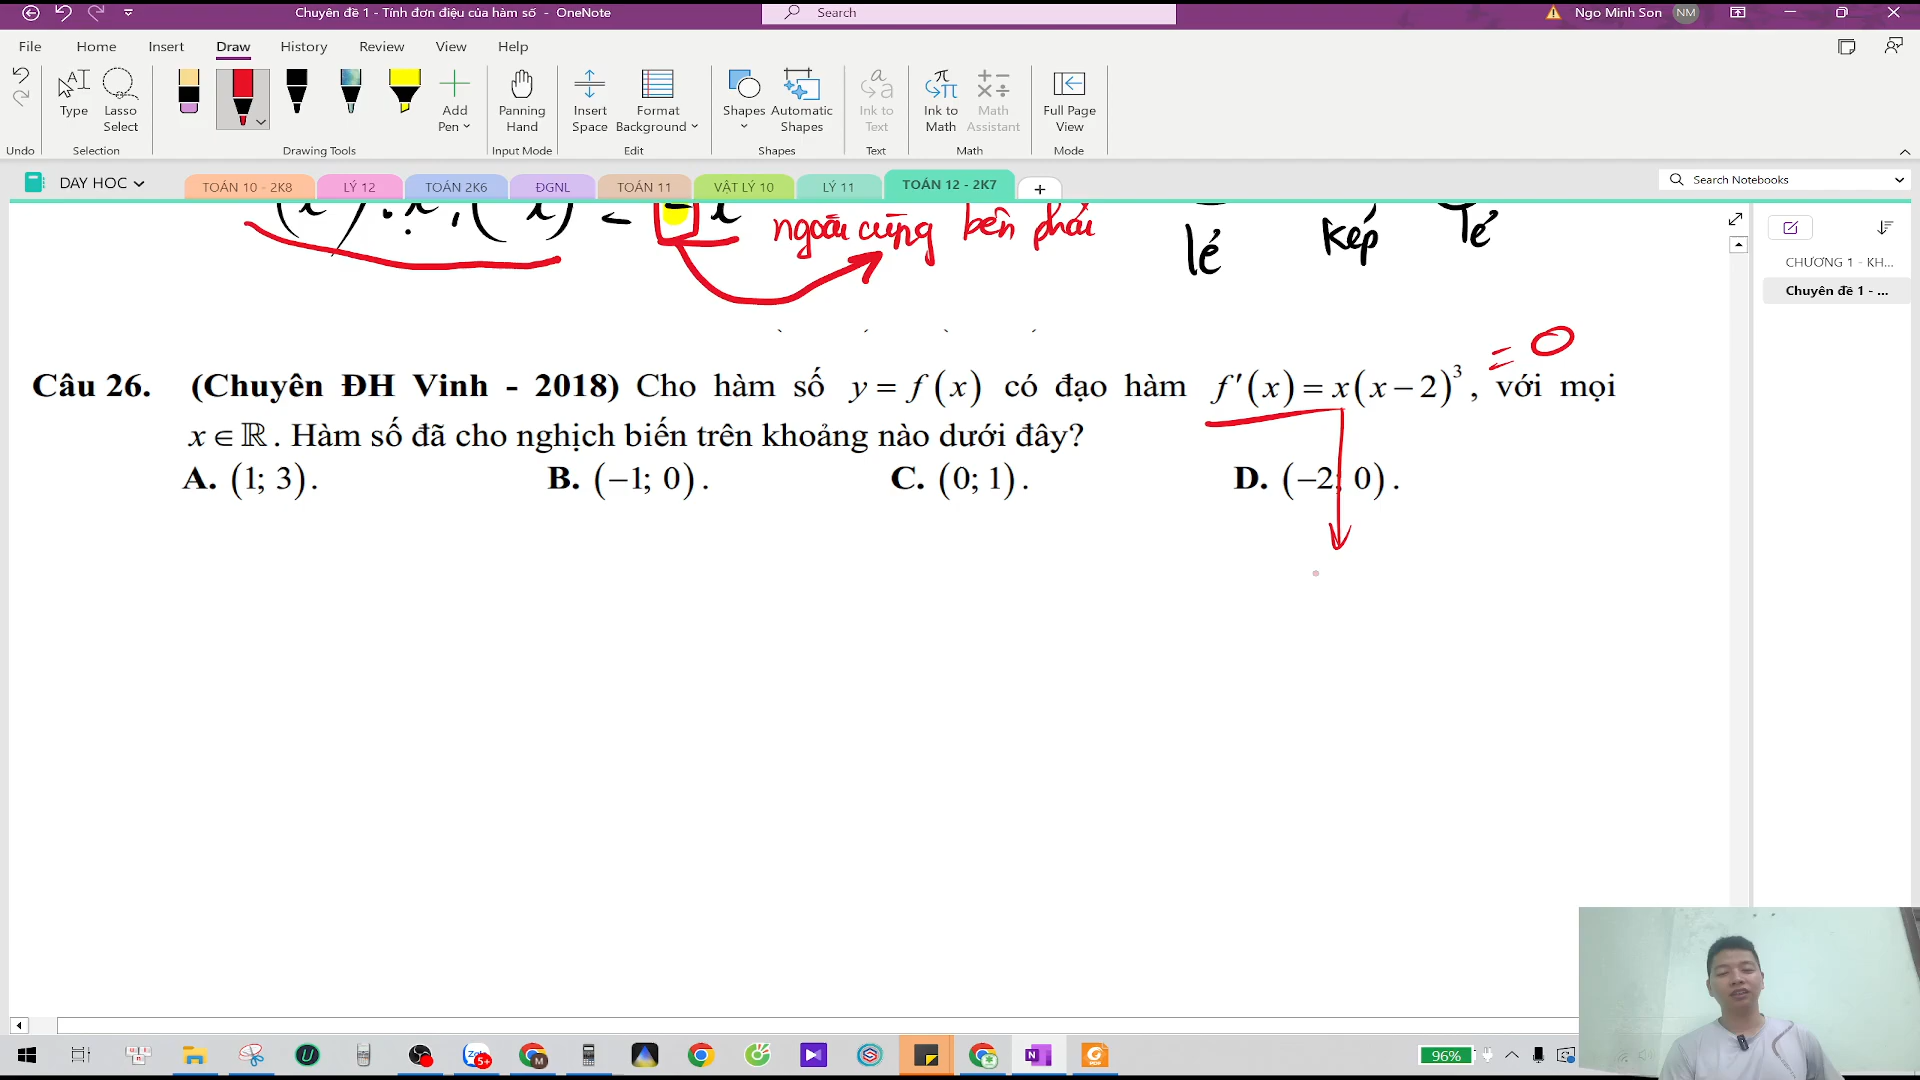 Chuyên đề 1 - Tính đơn điệu của hàm số - OneNote
Search
Ngo Minh Son
NM
File
Home
Insert
Draw
History
Review
View
Help
Type
Lasso Select
Add Pen
Panning Hand
Insert Space
Format Background
Shapes
Automatic Shapes
Ink to Text
Ink to Math
Math Assistant
Full Page View
Undo
Selection
Drawing Tools
Input Mode
Edit
Shapes
Text
Math
Mode
DAY HOC
TOÁN 10 - 2K8
LÝ 12
TOÁN 2K6
ĐGNL
TOÁN 11
VẬT LÝ 10
LÝ 11
TOÁN 12 - 2K7
Search Notebooks
CHƯƠNG 1 - KH...
Chuyên đề 1 - ...
ngoài cùng bên phải
lẻ
kép
lẻ
= 0
Câu 26. (Chuyên ĐH Vinh - 2018) Cho hàm số y = f(x) có đạo hàm f′(x) = x(x−2)³, với mọi
x∈ℝ. Hàm số đã cho nghịch biến trên khoảng nào dưới đây?
A. (1; 3). B. (−1; 0). C. (0; 1). D. (−2; 0).
96%